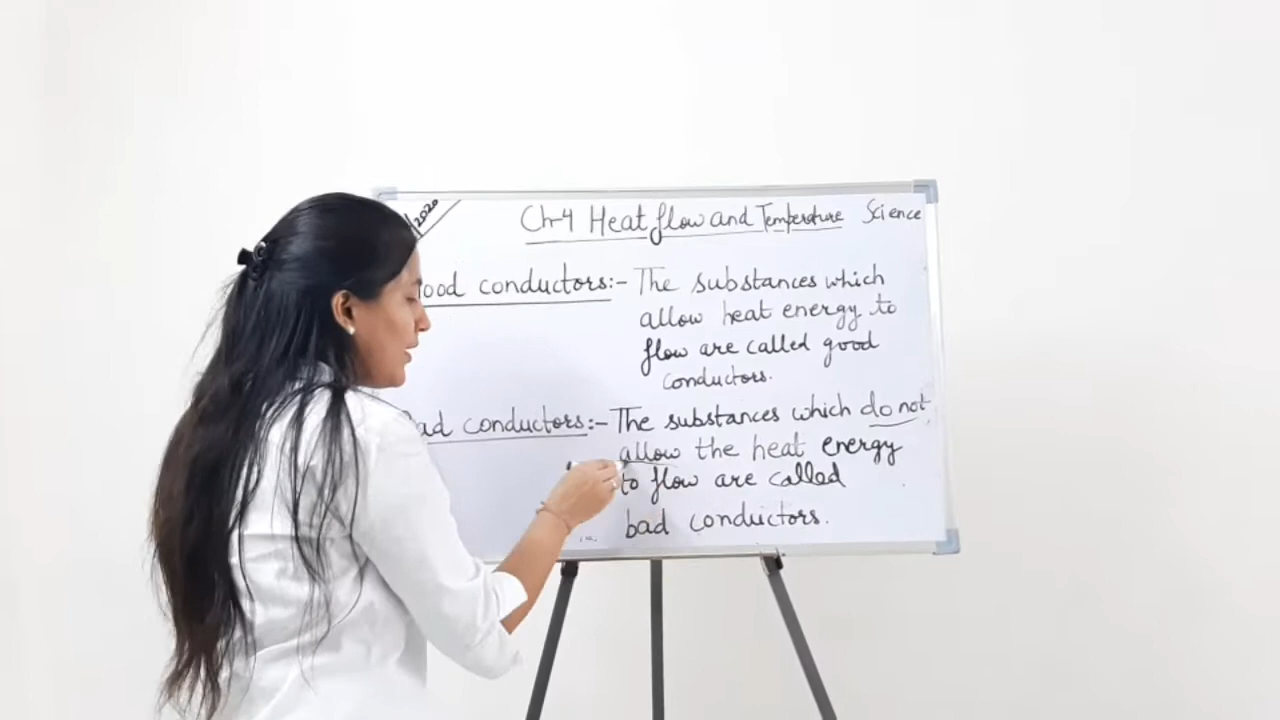 2020
Ch-4 Heat flow and Temperature Science
ood conductors:- The substances which
allow heat energy to
flow are called good
conductors.
ad conductors:- The substances which do not
allow the heat energy
to flow are called
bad conductors.